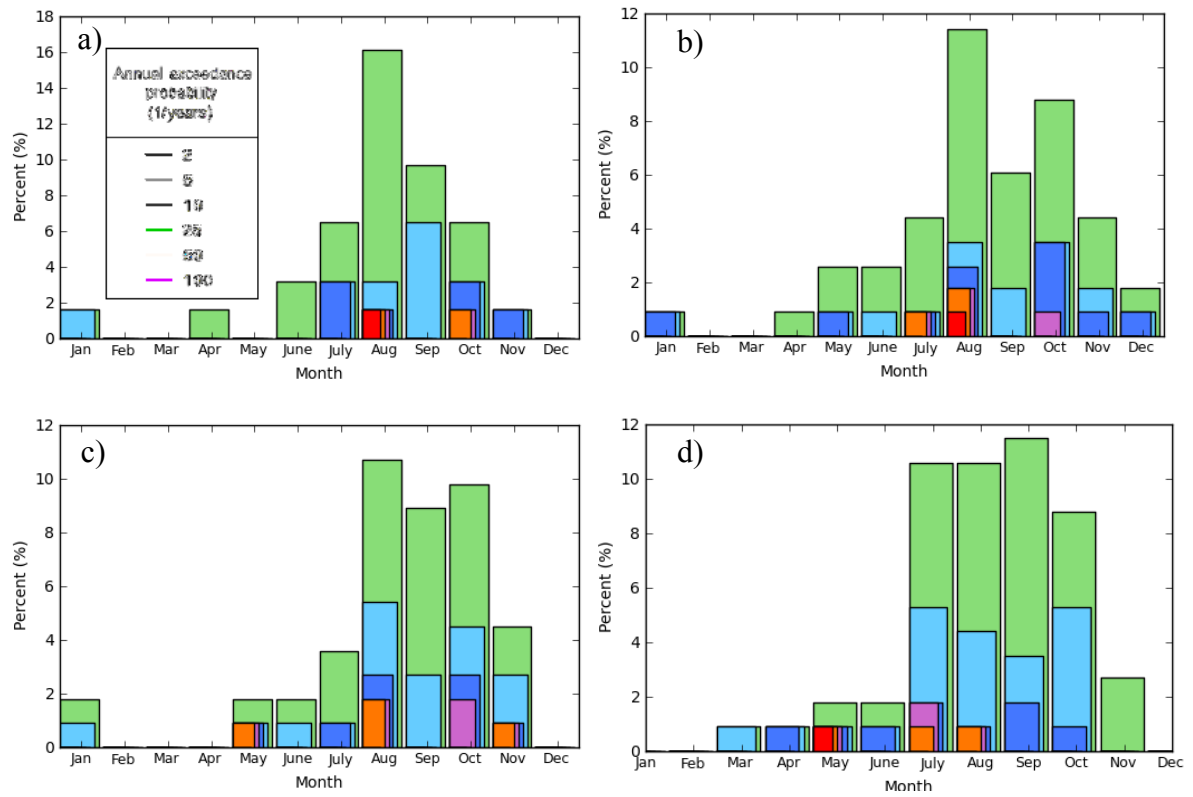 a)
Annual exceedance
probability
(1/years)
2
5
10
25
50
100
18
16
14
12
10
8
6
4
2
0
Percent (%)
Jan Feb Mar Apr May June July Aug Sep Oct Nov Dec
Month
b)
12
10
8
6
4
2
0
Percent (%)
Jan Feb Mar Apr May June July Aug Sep Oct Nov Dec
Month
c)
12
10
8
6
4
2
0
Percent (%)
Jan Feb Mar Apr May June July Aug Sep Oct Nov Dec
Month
d)
12
10
8
6
4
2
0
Percent (%)
Jan Feb Mar Apr May June July Aug Sep Oct Nov Dec
Month